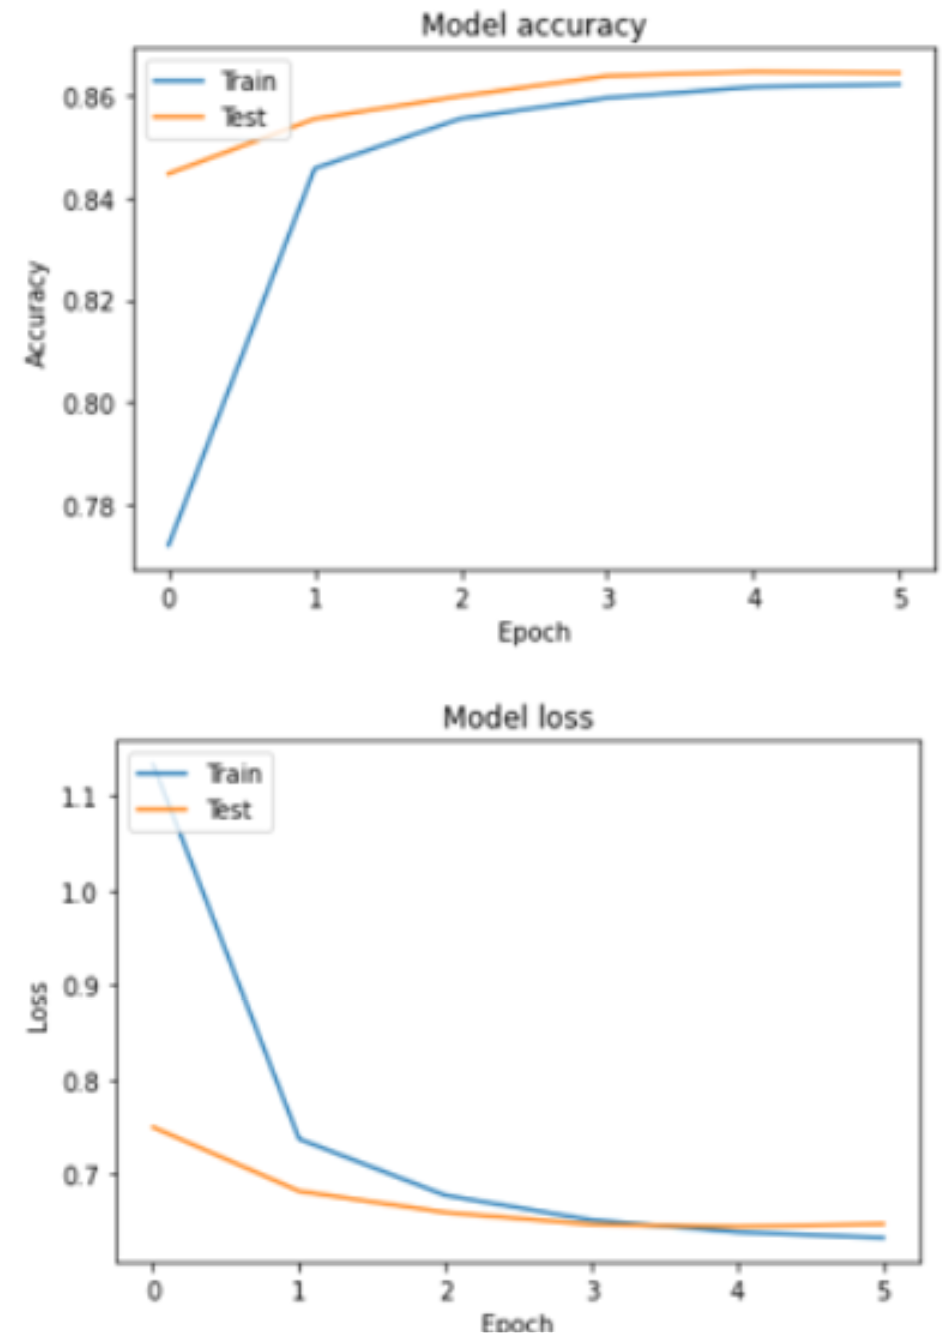 Model accuracy
Train
Test
0.86
0.84
0.82
0.80
0.78
Accuracy
0 1 2 3 4 5
Epoch
Model loss
Train
Test
1.1
1.0
0.9
0.8
0.7
Loss
0 1 2 3 4 5
Epoch